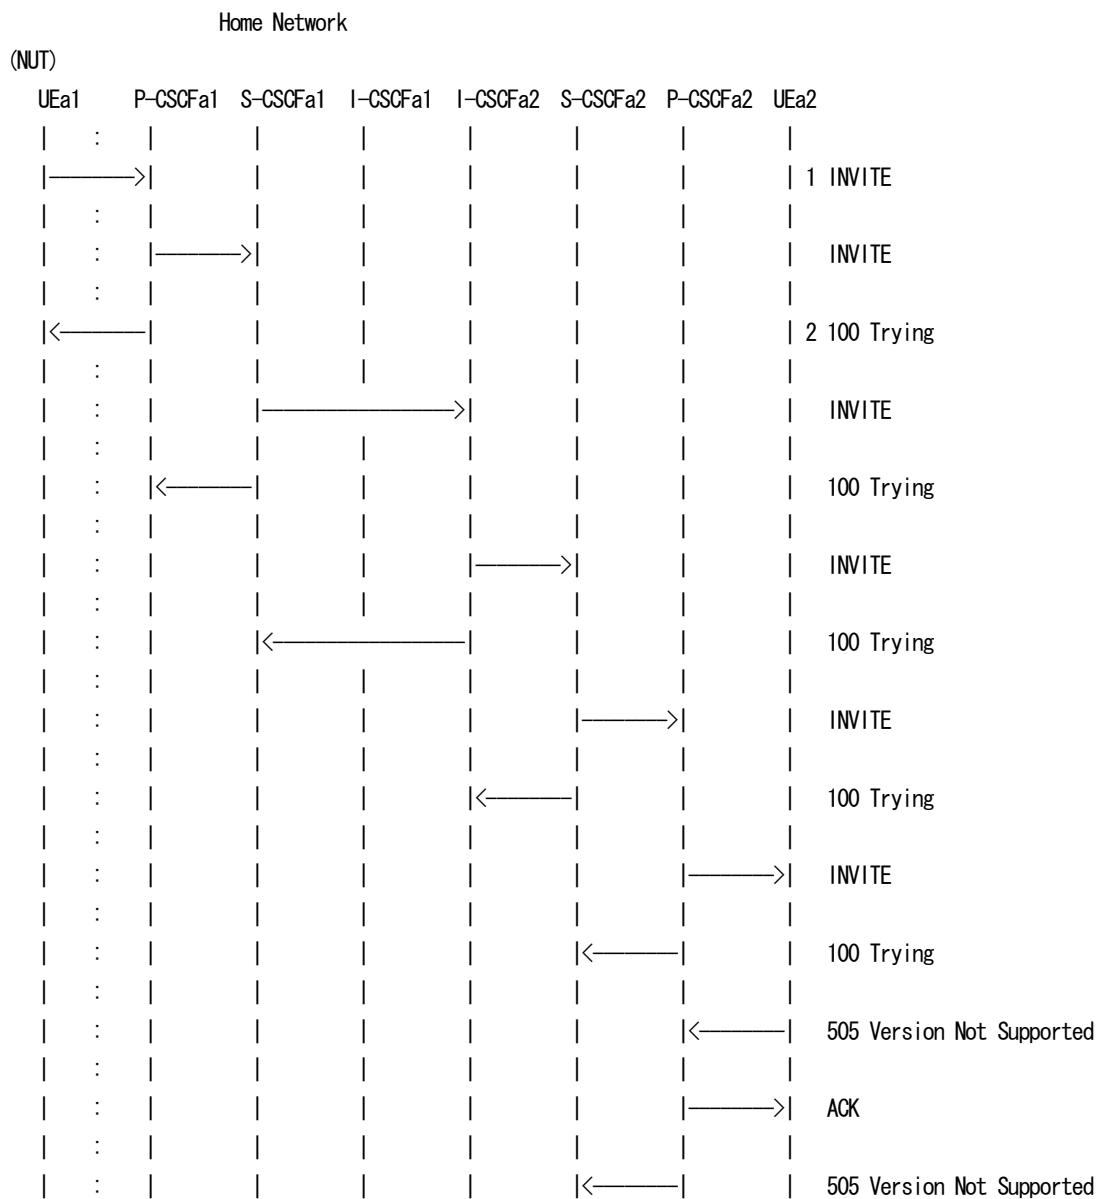 Home Network
(NUT)
UEa1 P-CSCFa1 S-CSCFa1 I-CSCFa1 I-CSCFa2 S-CSCFa2 P-CSCFa2 UEa2
1 INVITE
INVITE
2 100 Trying
INVITE
100 Trying
INVITE
100 Trying
INVITE
100 Trying
INVITE
100 Trying
505 Version Not Supported
ACK
505 Version Not Supported